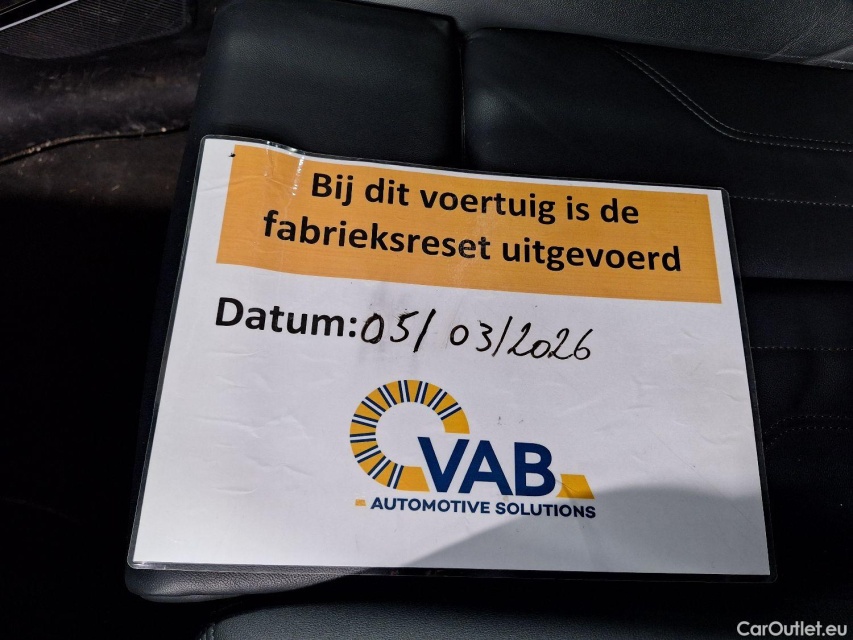 Bij dit voertuig is de
fabrieksreset uitgevoerd
Datum: 05/03/2026
VAB
AUTOMOTIVE SOLUTIONS
CarOutlet.eu